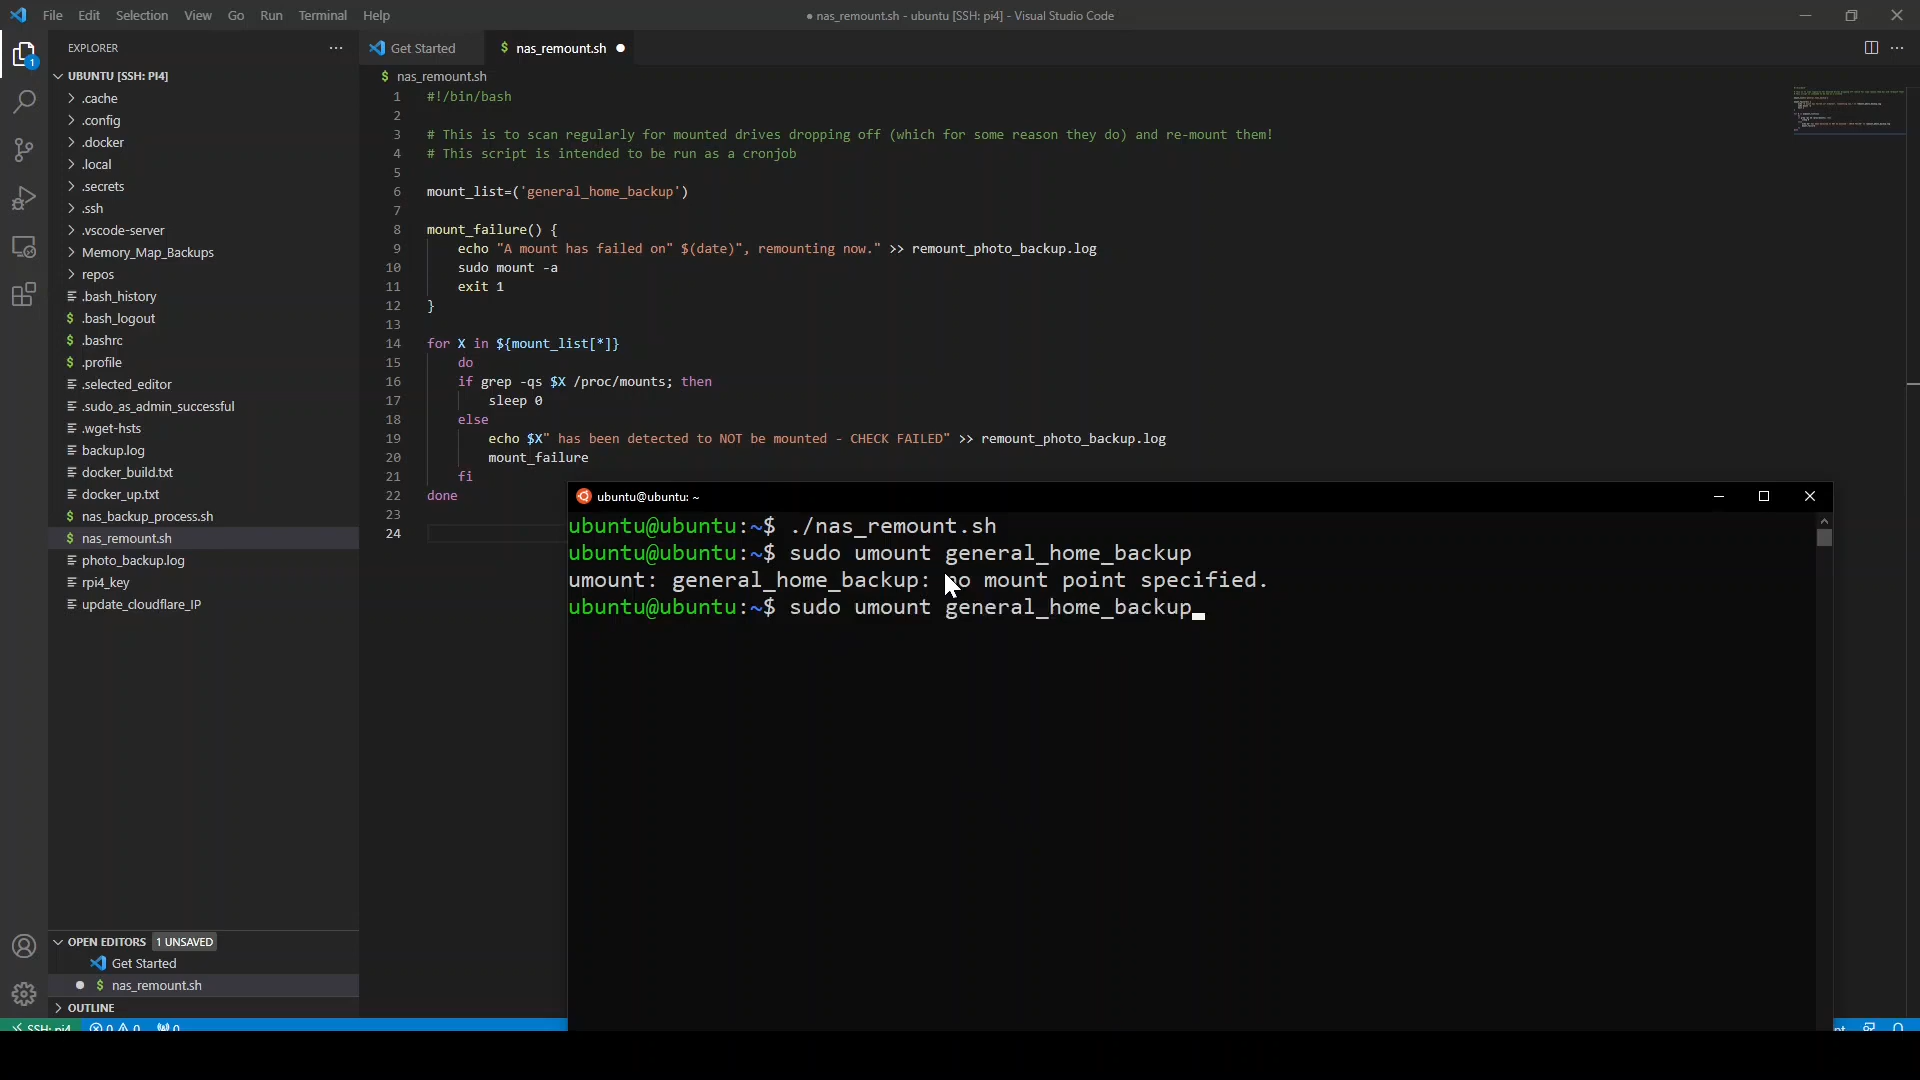 File Edit Selection View Go Run Terminal Help
● nas_remount.sh - ubuntu [SSH: pi4] - Visual Studio Code
EXPLORER
UBUNTU [SSH: PI4]
.cache
.config
.docker
.local
.secrets
.ssh
.vscode-server
Memory_Map_Backups
repos
.bash_history
.bash_logout
$ .bashrc
$ .profile
.selected_editor
.sudo_as_admin_successful
.wget-hsts
backup.log
docker_build.txt
docker_up.txt
$ nas_backup_process.sh
$ nas_remount.sh
photo_backup.log
rpi4_key
update_cloudflare_IP
OPEN EDITORS 1 UNSAVED
Get Started
● $ nas_remount.sh
OUTLINE
SSH: pi4 0 0 0
1
Get Started
$ nas_remount.sh ●
$ nas_remount.sh
1 #!/bin/bash
2
3 # This is to scan regularly for mounted drives dropping off (which for some reason they do) and re-mount them!
4 # This script is intended to be run as a cronjob
5
6 mount_list=('general_home_backup')
7
8 mount_failure() {
9 echo "A mount has failed on" $(date)", remounting now." >> remount_photo_backup.log
10 sudo mount -a
11 exit 1
12 }
13
14 for X in ${mount_list[*]}
15 do
16 if grep -qs $X /proc/mounts; then
17 sleep 0
18 else
19 echo $X" has been detected to NOT be mounted - CHECK FAILED" >> remount_photo_backup.log
20 mount_failure
21 fi
22 done
23
24
ubuntu@ubuntu: ~
ubuntu@ubuntu:~$ ./nas_remount.sh
ubuntu@ubuntu:~$ sudo umount general_home_backup
umount: general_home_backup: no mount point specified.
ubuntu@ubuntu:~$ sudo umount general_home_backup